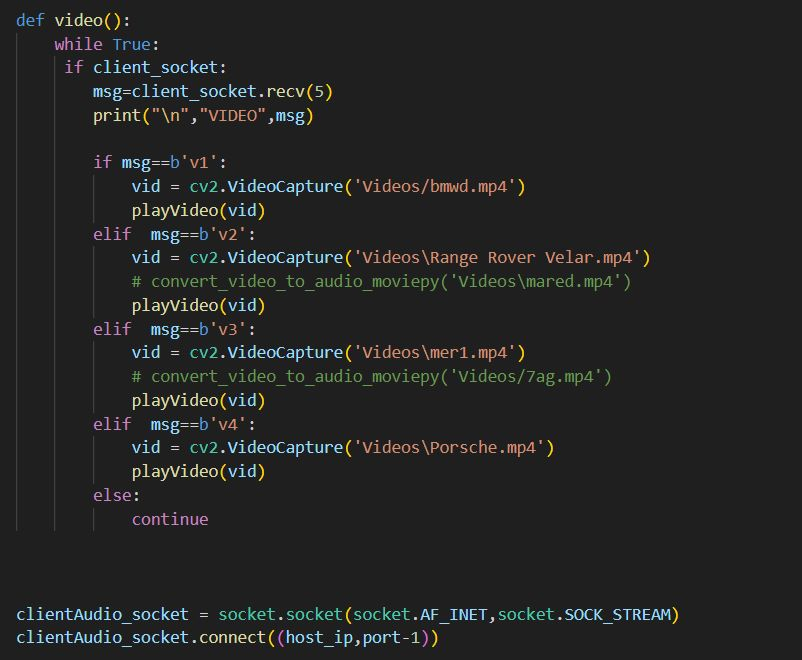 def video():
    while True:
     if client_socket:
        msg=client_socket.recv(5)
        print("\n","VIDEO",msg)

        if msg==b'v1':
            vid = cv2.VideoCapture('Videos/bmwd.mp4')
            playVideo(vid)
        elif  msg==b'v2':
            vid = cv2.VideoCapture('Videos\Range Rover Velar.mp4')
            # convert_video_to_audio_moviepy('Videos\mared.mp4')
            playVideo(vid)
        elif  msg==b'v3':
            vid = cv2.VideoCapture('Videos\mer1.mp4')
            # convert_video_to_audio_moviepy('Videos/7ag.mp4')
            playVideo(vid)
        elif  msg==b'v4':
            vid = cv2.VideoCapture('Videos\Porsche.mp4')
            playVideo(vid)
        else:
            continue

clientAudio_socket = socket.socket(socket.AF_INET,socket.SOCK_STREAM)
clientAudio_socket.connect((host_ip,port-1))